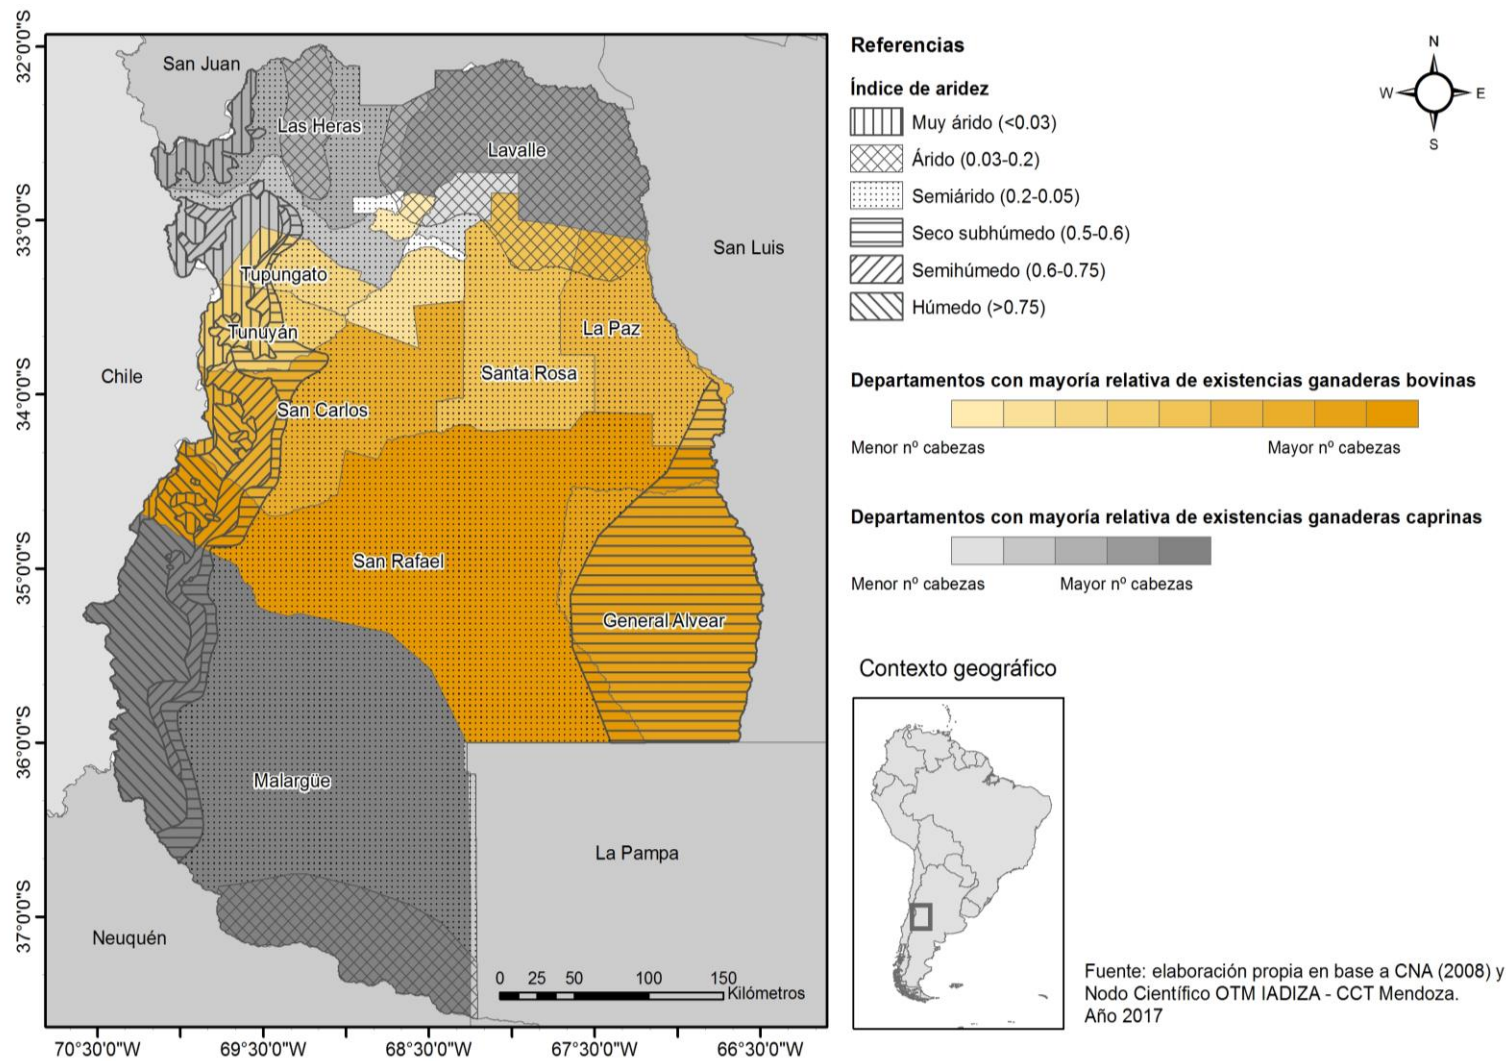 San Juan
Las Heras
Lavalle
San Luis
Tupungato
Tunuyán
La Paz
Chile
Santa Rosa
San Carlos
San Rafael
General Alvear
Malargüe
La Pampa
Neuquén
32°0'0"S
33°0'0"S
34°0'0"S
35°0'0"S
36°0'0"S
37°0'0"S
0 25 50 100 150
Kilómetros
70°30'0"W 69°30'0"W 68°30'0"W 67°30'0"W 66°30'0"W
Referencias
Índice de aridez
Muy árido (<0.03)
Árido (0.03-0.2)
Semiárido (0.2-0.05)
Seco subhúmedo (0.5-0.6)
Semihúmedo (0.6-0.75)
Húmedo (>0.75)
N
W E
S
Departamentos con mayoría relativa de existencias ganaderas bovinas
Menor nº cabezas Mayor nº cabezas
Departamentos con mayoría relativa de existencias ganaderas caprinas
Menor nº cabezas Mayor nº cabezas
Contexto geográfico
Fuente: elaboración propia en base a CNA (2008) y
Nodo Científico OTM IADIZA - CCT Mendoza.
Año 2017